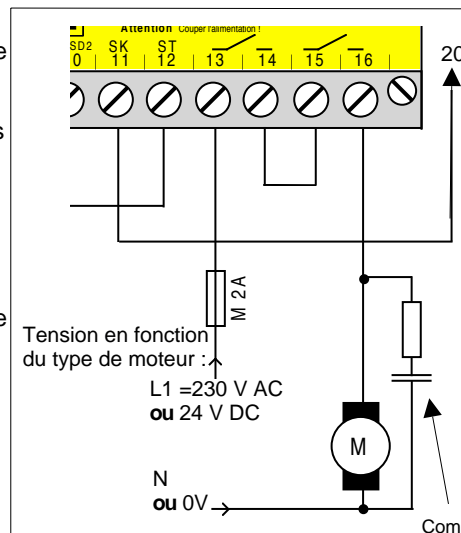 Attention Couper l'alimentation !
SD2 SK ST
0 11 12 13 14 15 16
20
e
s
M 2A
e
Tension en fonction
du type de moteur :
L1 =230 V AC
ou 24 V DC
M
N
ou 0V
Com